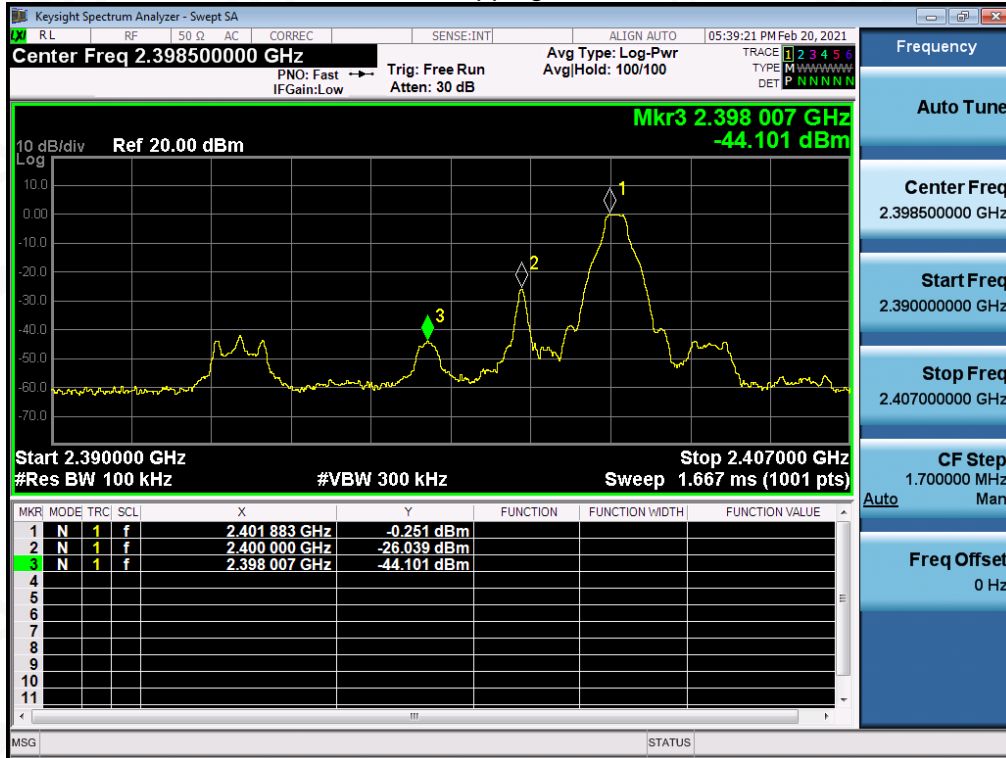 Keysight Spectrum Analyzer - Swept SA
LXI RL RF 50 Ω AC CORREC SENSE:INT ALIGN AUTO 05:39:21 PM Feb 20, 2021
Center Freq 2.398500000 GHz
PNO: Fast
IFGain:Low
Trig: Free Run
Atten: 30 dB
Avg Type: Log-Pwr
Avg|Hold: 100/100
TRACE 1 2 3 4 5 6
TYPE M W W W W W
DET P N N N N N
Mkr3 2.398 007 GHz
-44.101 dBm
10 dB/div Ref 20.00 dBm
Log
10.0
0.00
-10.0
-20.0
-30.0
-40.0
-50.0
-60.0
-70.0
1
2
3
Start 2.390000 GHz Stop 2.407000 GHz
#Res BW 100 kHz #VBW 300 kHz Sweep 1.667 ms (1001 pts)
MKR MODE TRC SCL X Y FUNCTION FUNCTION WIDTH FUNCTION VALUE
1 N 1 f 2.401 883 GHz -0.251 dBm
2 N 1 f 2.400 000 GHz -26.039 dBm
3 N 1 f 2.398 007 GHz -44.101 dBm
4
5
6
7
8
9
10
11
MSG STATUS
Frequency
Auto Tune
Center Freq
2.398500000 GHz
Start Freq
2.390000000 GHz
Stop Freq
2.407000000 GHz
CF Step
1.700000 MHz
Auto Man
Freq Offset
0 Hz